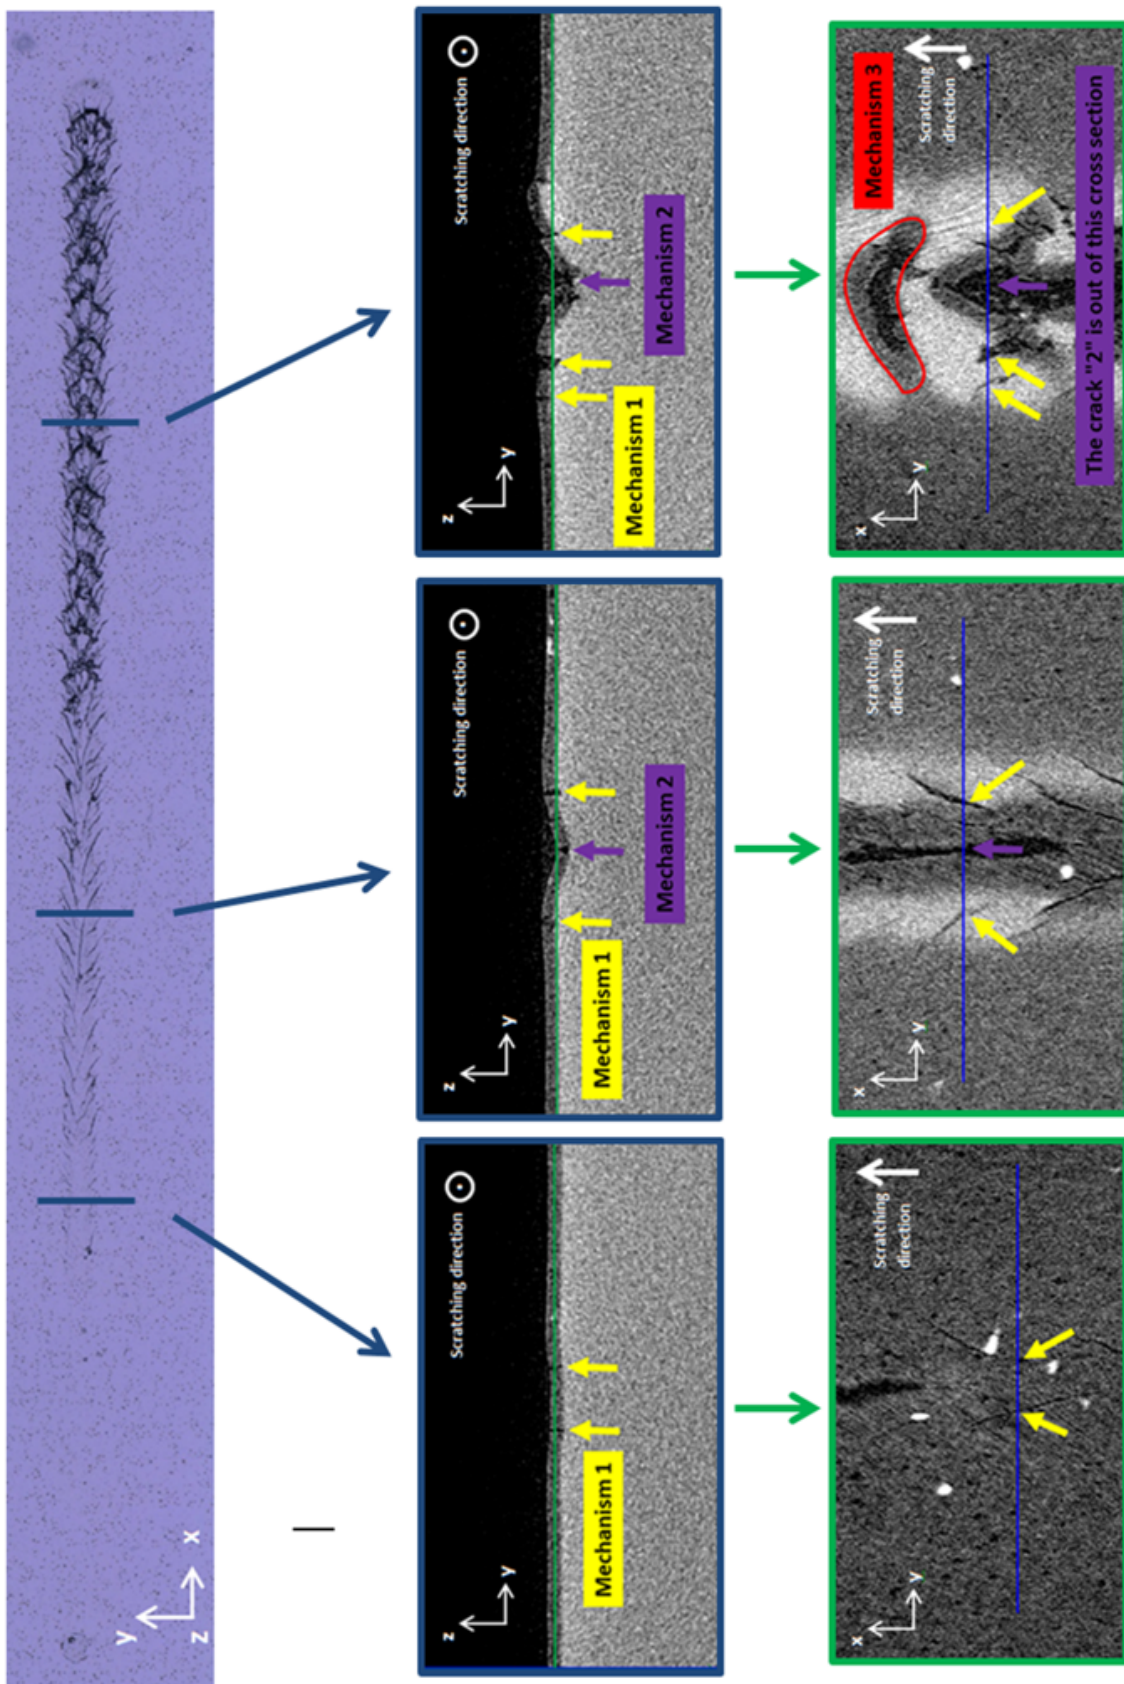 y
x
z
Scratching direction
z
y
Mechanism 1
Scratching direction
z
y
Mechanism 1
Mechanism 2
Scratching direction
z
y
Mechanism 1
Mechanism 2
Scratching
direction
x
y
Scratching
direction
x
y
Mechanism 3
Scratching
direction
x
y
The crack "2" is out of this cross section